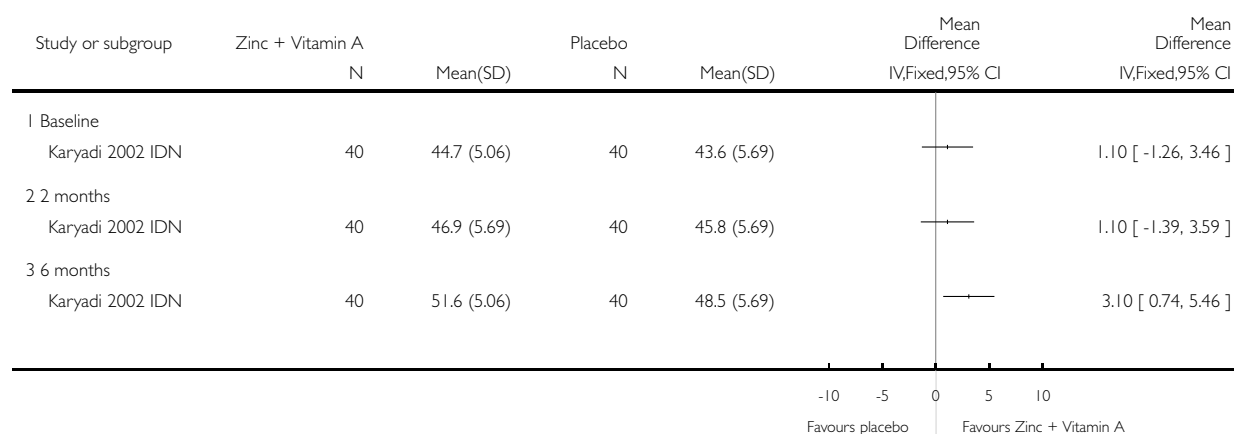 Study or subgroup Zinc + Vitamin A Placebo Mean Difference Mean Difference
N Mean(SD) N Mean(SD) IV,Fixed,95% CI IV,Fixed,95% CI
1 Baseline
Karyadi 2002 IDN 40 44.7 (5.06) 40 43.6 (5.69) 1.10 [ -1.26, 3.46 ]
2 2 months
Karyadi 2002 IDN 40 46.9 (5.69) 40 45.8 (5.69) 1.10 [ -1.39, 3.59 ]
3 6 months
Karyadi 2002 IDN 40 51.6 (5.06) 40 48.5 (5.69) 3.10 [ 0.74, 5.46 ]
-10 -5 0 5 10
Favours placebo Favours Zinc + Vitamin A